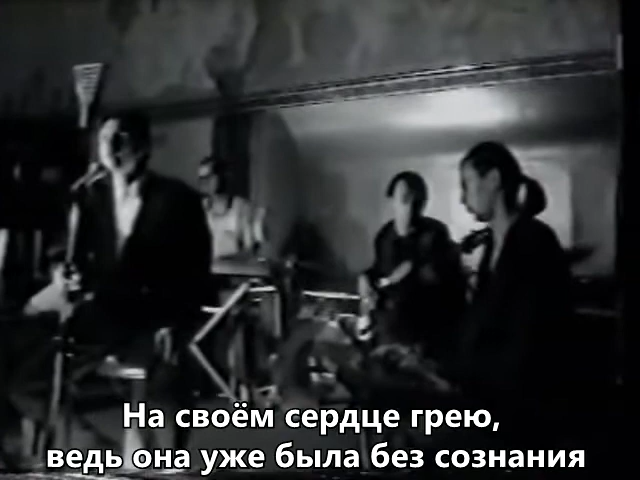 На своём сердце грею,
ведь она уже была без сознания